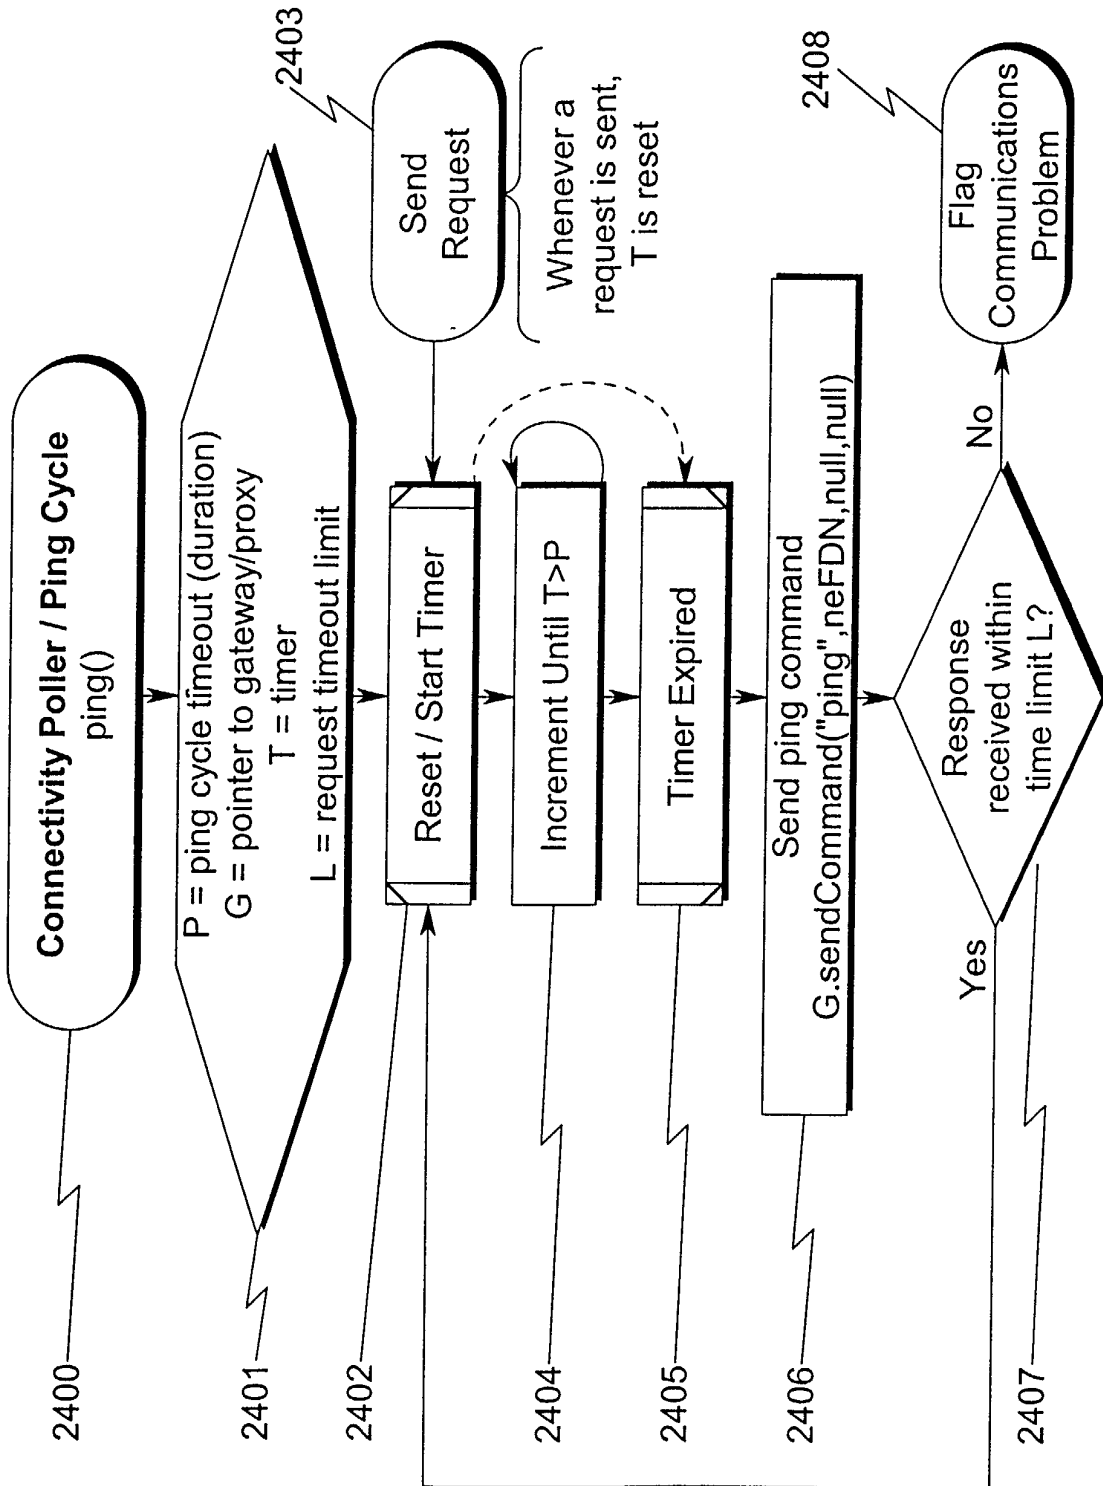 Connectivity Poller / Ping Cycle
ping()
2400
P = ping cycle timeout (duration)
G = pointer to gateway/proxy
T = timer
L = request timeout limit
2401
Reset / Start Timer
2402
Send
Request
2403
Whenever a
request is sent,
T is reset
Increment Until T>P
2404
Timer Expired
2405
Send ping command
G.sendCommand("ping",neFDN,null,null)
2406
Response
received within
time limit L?
2407
Yes
No
Flag
Communications
Problem
2408